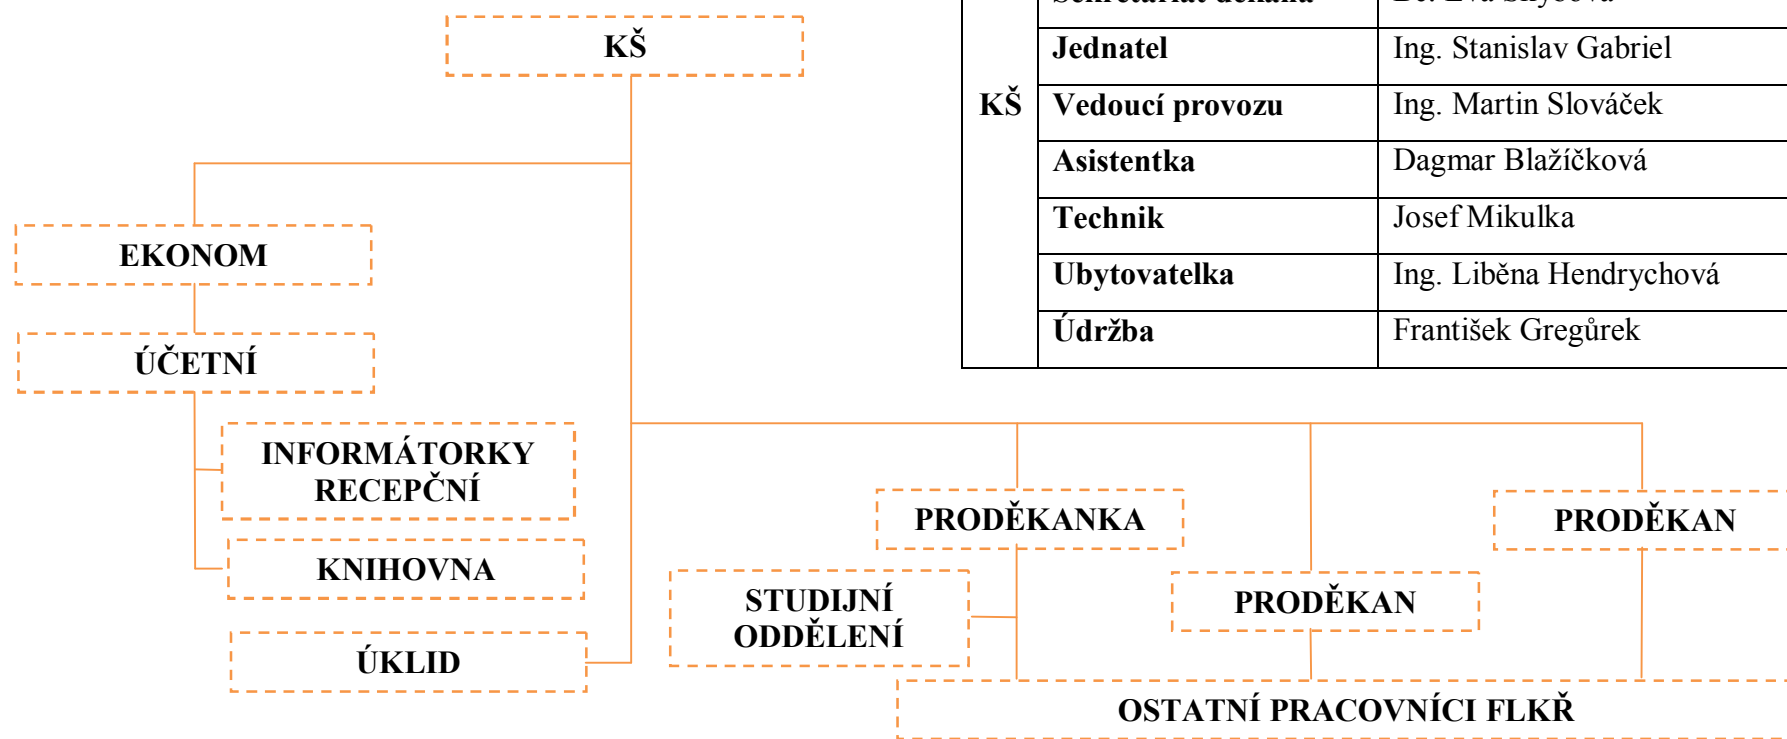 KŠ
EKONOM
ÚČETNÍ
INFORMÁTORKY
RECEPČNÍ
KNIHOVNA
ÚKLID
KŠ
Jednatel Ing. Stanislav Gabriel
Vedoucí provozu Ing. Martin Slováček
Asistentka Dagmar Blažíčková
Technik Josef Mikulka
Ubytovatelka Ing. Liběna Hendrychová
Údržba František Gregůrek
PRODĚKANKA
PRODĚKAN
PRODĚKAN
STUDIJNÍ
ODDĚLENÍ
OSTATNÍ PRACOVNÍCI FLKŘ